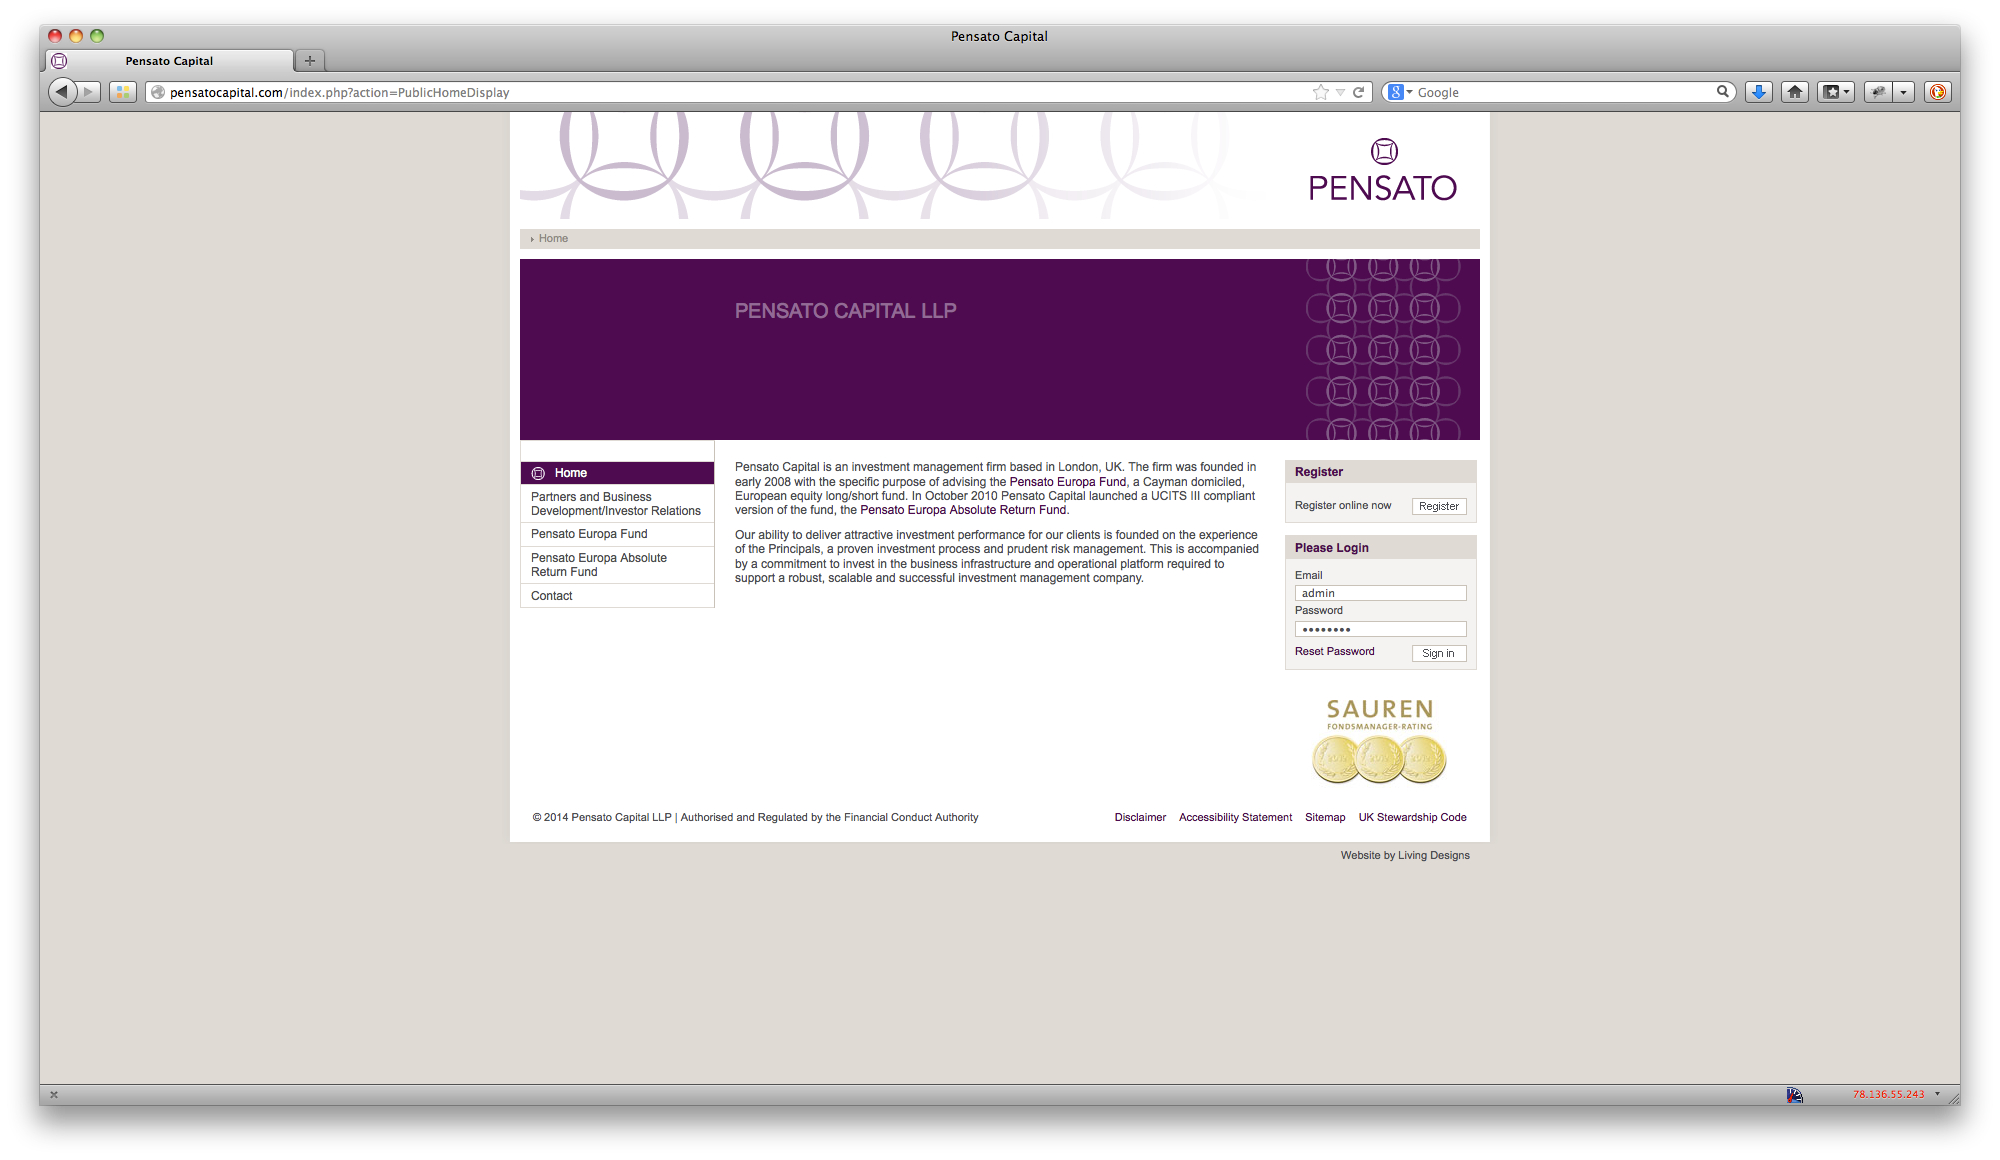 Pensato Capital
Pensato Capital
pensatocapital.com/index.php?action=PublicHomeDisplay
Google
PENSATO
Home
PENSATO CAPITAL LLP
Home
Partners and Business
Development/Investor Relations
Pensato Europa Fund
Pensato Europa Absolute
Return Fund
Contact
Pensato Capital is an investment management firm based in London, UK. The firm was founded in
early 2008 with the specific purpose of advising the Pensato Europa Fund, a Cayman domiciled,
European equity long/short fund. In October 2010 Pensato Capital launched a UCITS III compliant
version of the fund, the Pensato Europa Absolute Return Fund.
Our ability to deliver attractive investment performance for our clients is founded on the experience
of the Principals, a proven investment process and prudent risk management. This is accompanied
by a commitment to invest in the business infrastructure and operational platform required to
support a robust, scalable and successful investment management company.
Register
Register online now Register
Please Login
Email
admin
Password
••••••••
Reset Password Sign in
SAUREN
FONDSMANAGER-RATING
© 2014 Pensato Capital LLP | Authorised and Regulated by the Financial Conduct Authority
Disclaimer Accessibility Statement Sitemap UK Stewardship Code
Website by Living Designs
78.136.55.243